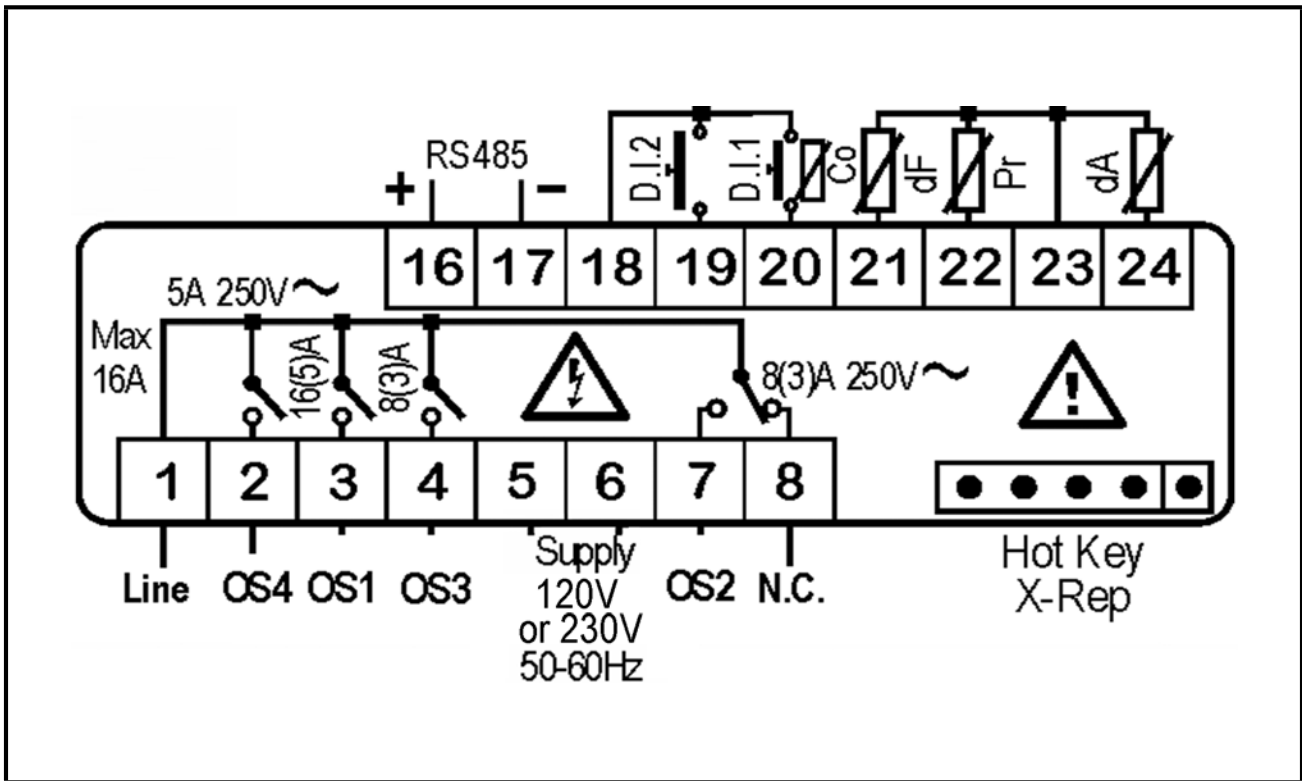 RS485
+ −
D.I.2
D.I.1
Co
dF
Pr
dA
16 17 18 19 20 21 22 23 24
5A 250V~
Max
16A
16(5)A
8(3)A
8(3)A 250V~
!
1 2 3 4 5 6 7 8
Line OS4 OS1 OS3
Supply
120V
or 230V
50-60Hz
OS2 N.C.
Hot Key
X-Rep